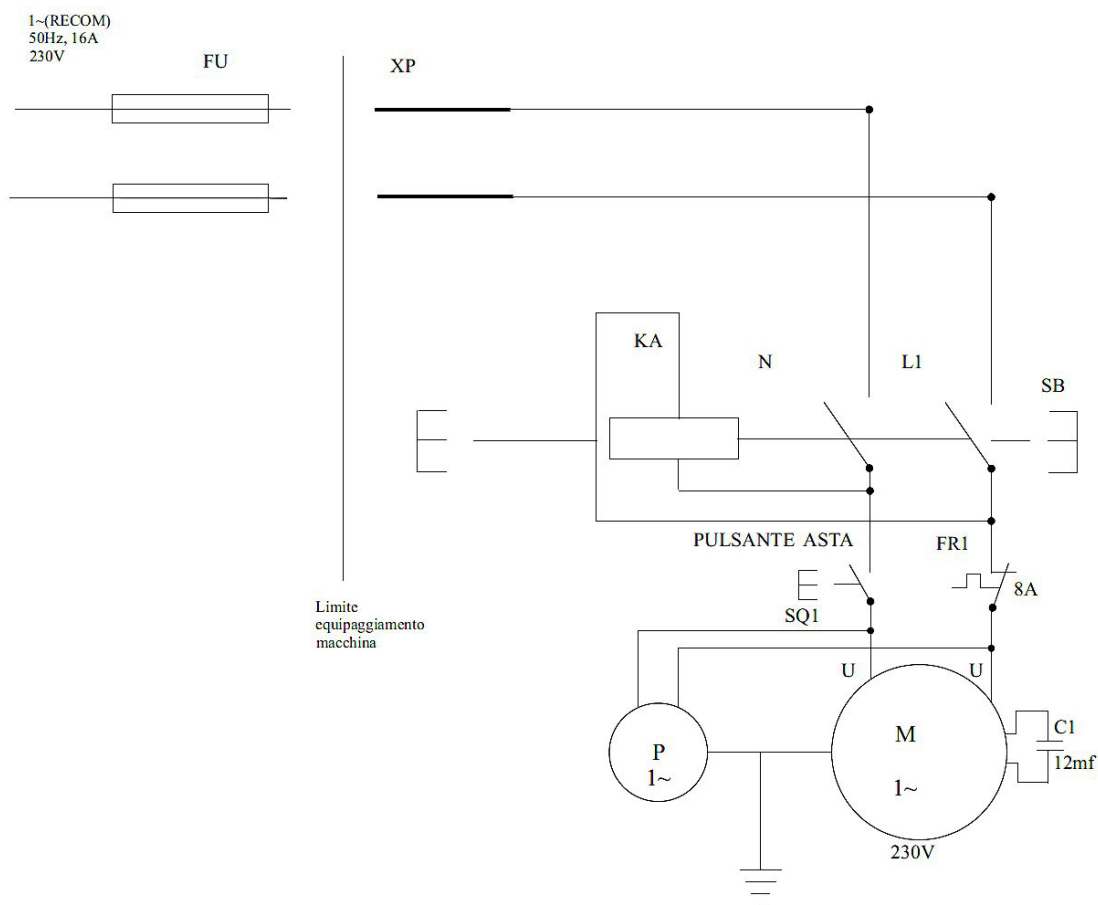 1~(RECOM)
50Hz, 16A
230V
FU
XP
KA
N
L1
SB
PULSANTE ASTA
FR1
8A
SQ1
Limite
equipaggiamento
macchina
U
U
P
1~
M
1~
C1
12mf
230V